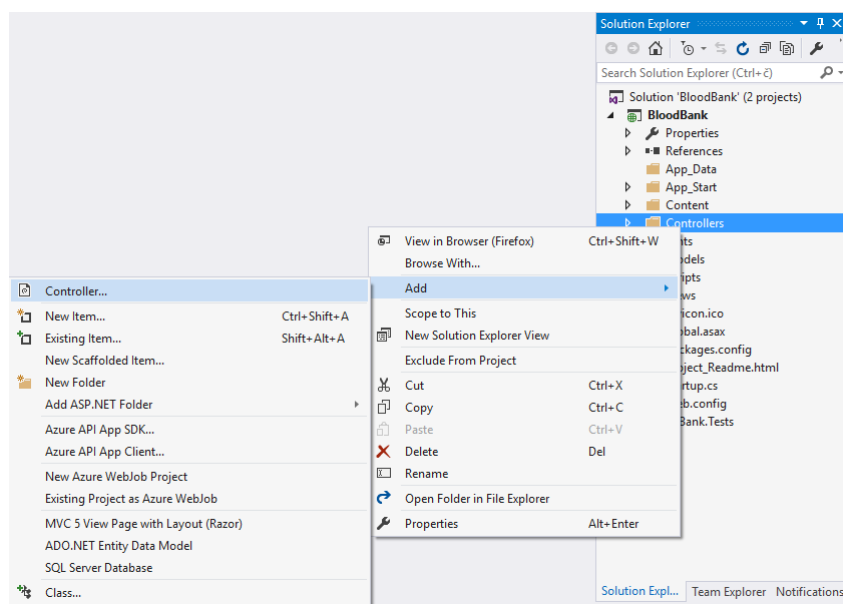 Solution Explorer
Search Solution Explorer (Ctrl+č)
Solution 'BloodBank' (2 projects)
BloodBank
Properties
References
App_Data
App_Start
Content
Controllers
View in Browser (Firefox) Ctrl+Shift+W
Browse With...
Add
Scope to This
New Solution Explorer View
Exclude From Project
Cut Ctrl+X
Copy Ctrl+C
Paste Ctrl+V
Delete Del
Rename
Open Folder in File Explorer
Properties Alt+Enter
Controller...
New Item... Ctrl+Shift+A
Existing Item... Shift+Alt+A
New Scaffolded Item...
New Folder
Add ASP.NET Folder
Azure API App SDK...
Azure API App Client...
New Azure WebJob Project
Existing Project as Azure WebJob
MVC 5 View Page with Layout (Razor)
ADO.NET Entity Data Model
SQL Server Database
Class...
its
odels
ripts
ws
icon.ico
bal.asax
ckages.config
ject_Readme.html
rtup.cs
eb.config
Bank.Tests
Solution Expl... Team Explorer Notifications